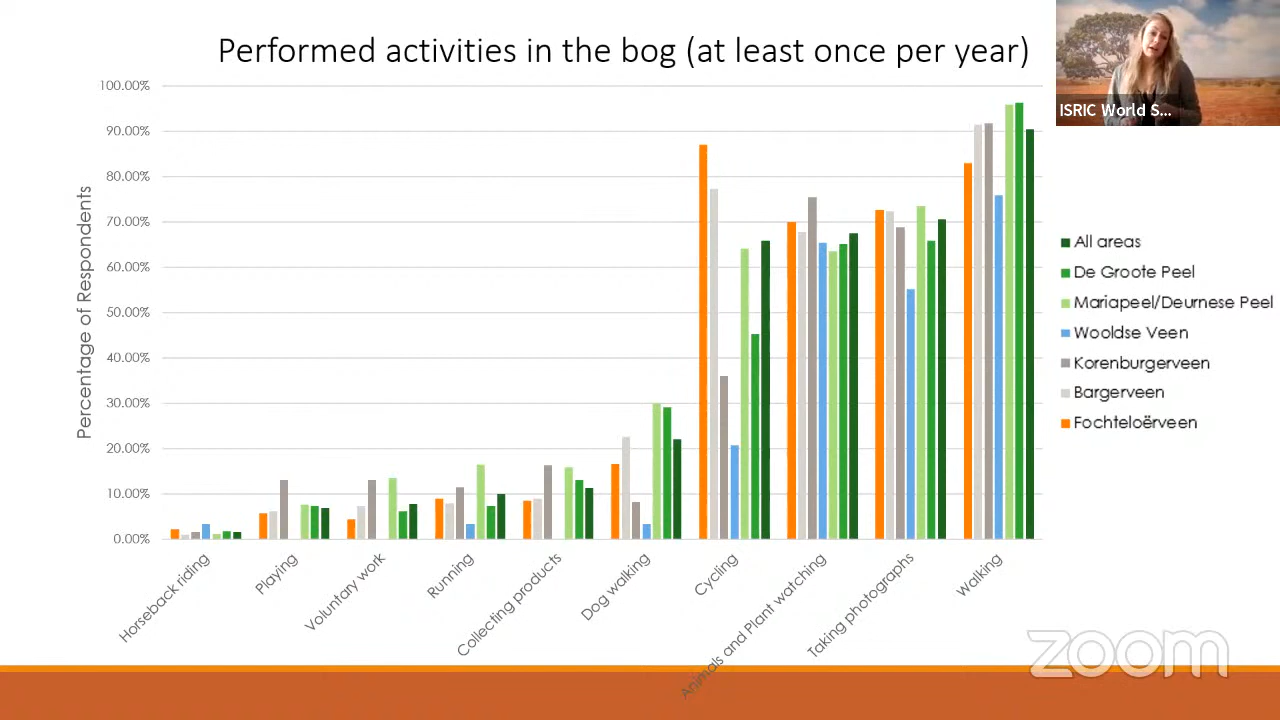 Performed activities in the bog (at least once per year)
ISRIC World S...
100.00%
90.00%
80.00%
70.00%
60.00%
50.00%
40.00%
30.00%
20.00%
10.00%
0.00%
Percentage of Respondents
Horseback riding
Playing
Voluntary work
Running
Collecting products
Dog walking
Cycling
Animals and Plant watching
Taking photographs
Walking
All areas
De Groote Peel
Mariapeel/Deurnese Peel
Wooldse Veen
Korenburgerveen
Bargerveen
Fochteloërveen
zoom